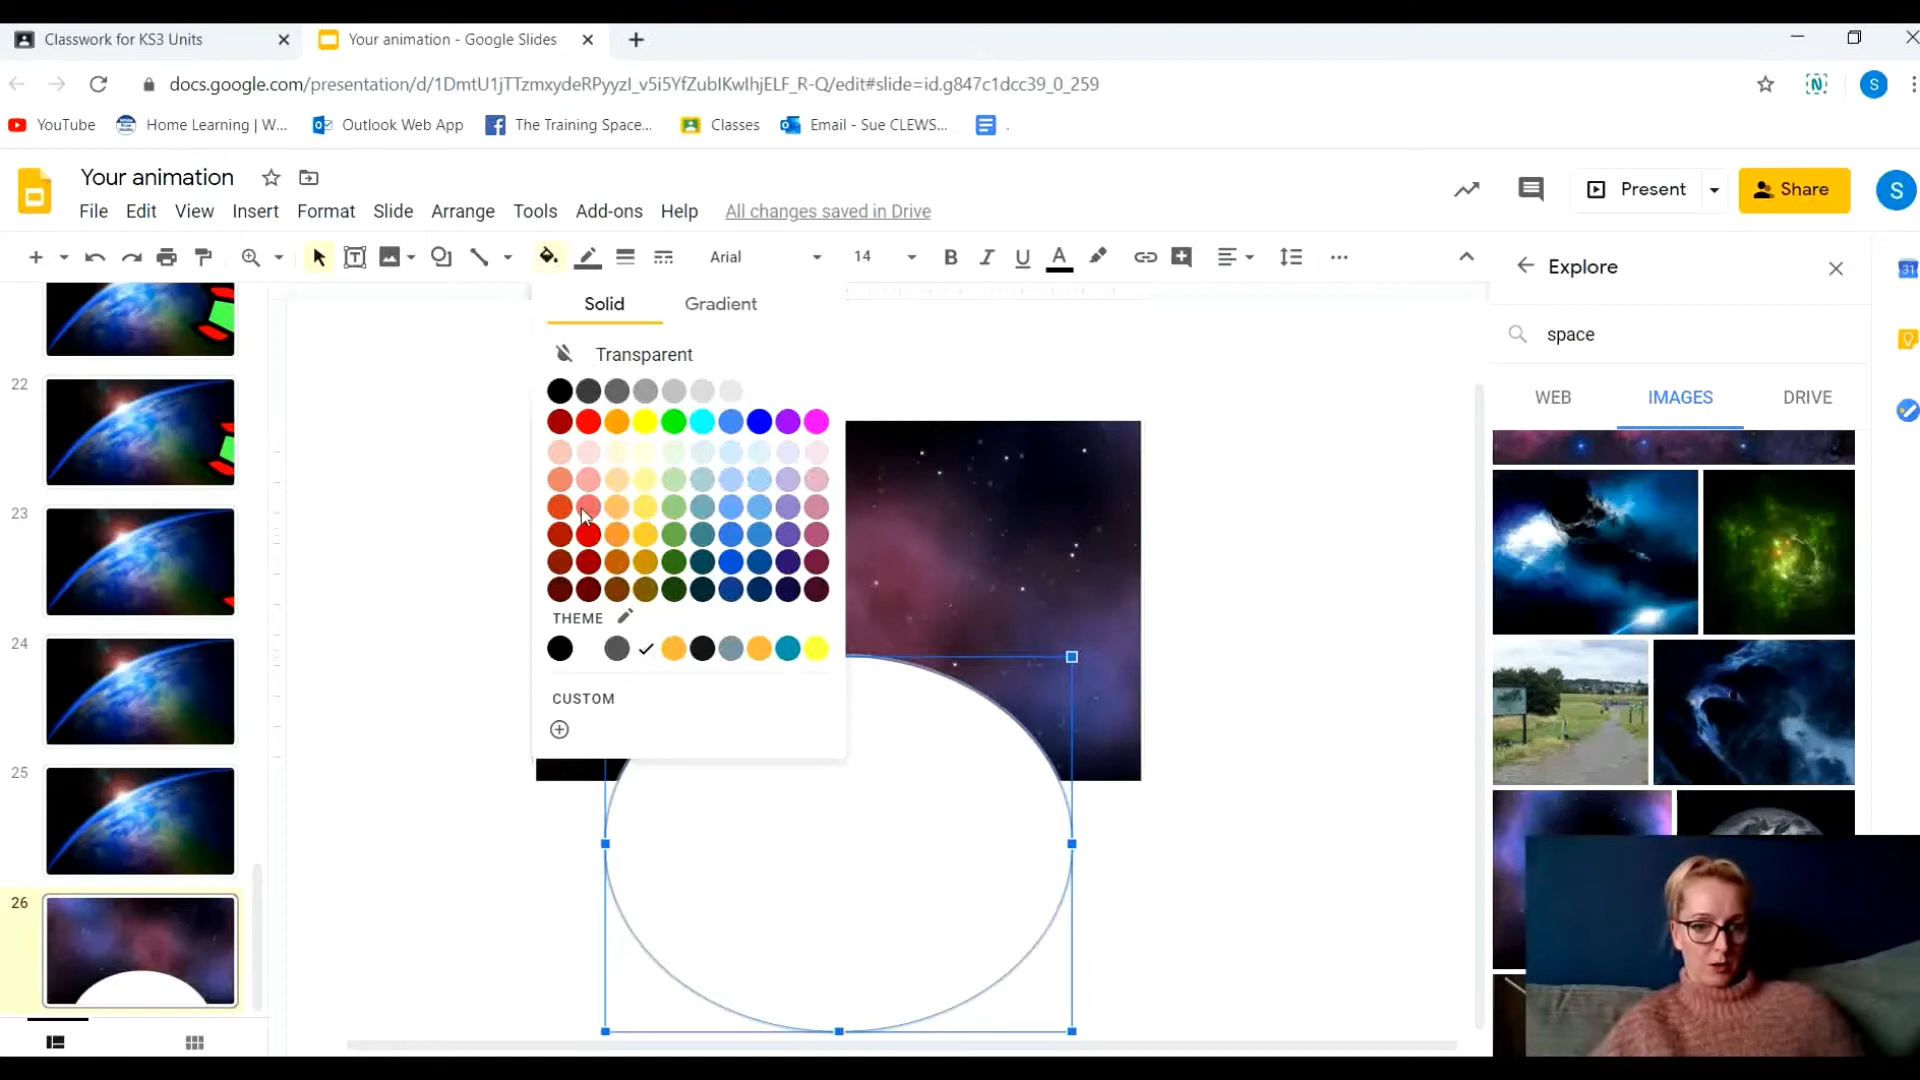 Classwork for KS3 Units
Your animation - Google Slides
docs.google.com/presentation/d/1DmtU1jTTzmxydeRPyyzI_v5i5YfZubIKwIhjELF_R-Q/edit#slide=id.g847c1dcc39_0_259
N S
YouTube Home Learning | W... Outlook Web App The Training Space... Classes Email - Sue CLEWS... .
Your animation
Present Share S
File Edit View Insert Format Slide Arrange Tools Add-ons Help All changes saved in Drive
Arial 14 B I U A
Explore
31
Solid Gradient
space
Transparent
WEB IMAGES DRIVE
22
23
24
25
26
THEME
CUSTOM